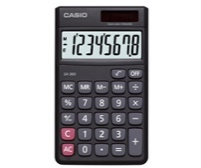 CASIO
12345678
√ OFF
MC MR M− M+ ÷
% 7 8 9 ×
+/− 4 5 6 −
C 1 2 3 +
AC 0 . =